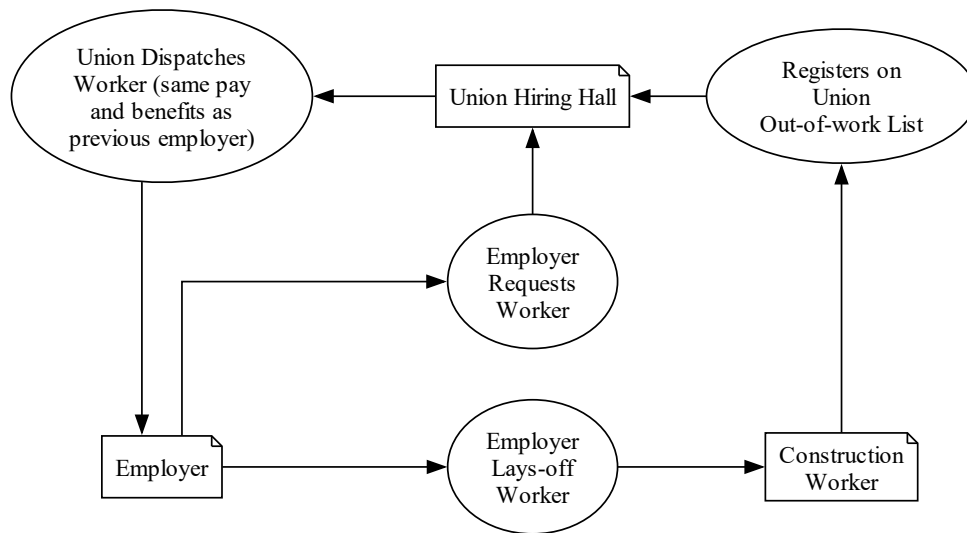 Union Dispatches
Worker (same pay
and benefits as
previous employer)
Union Hiring Hall
Registers on
Union
Out-of-work List
Employer
Requests
Worker
Employer
Employer
Lays-off
Worker
Construction
Worker